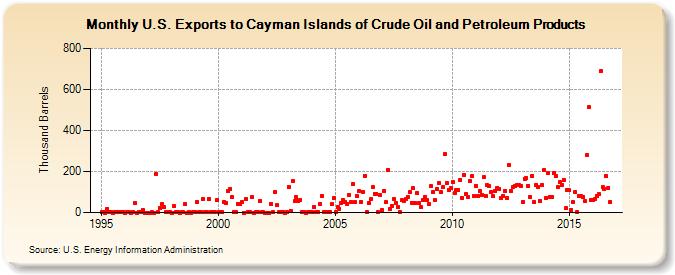 Monthly U.S. Exports to Cayman Islands of Crude Oil and Petroleum Products
Thousand Barrels
800
600
400
200
0
1995 2000 2005 2010 2015
Source: U.S. Energy Information Administration